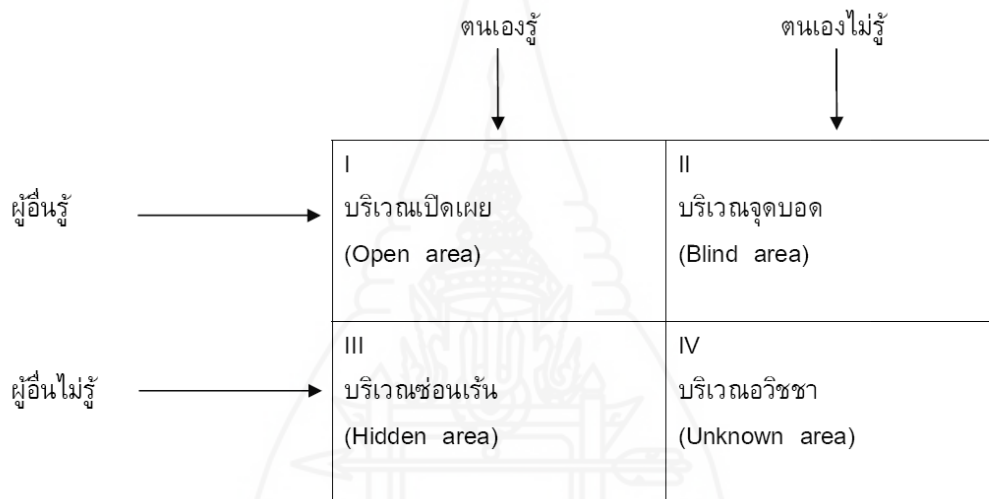 ตนเองรู้ ตนเองไม่รู้
I II
ผู้อื่นรู้ บริเวณเปิดเผย บริเวณจุดบอด
(Open area) (Blind area)
III IV
ผู้อื่นไม่รู้ บริเวณซ่อนเร้น บริเวณอวิชชา
(Hidden area) (Unknown area)